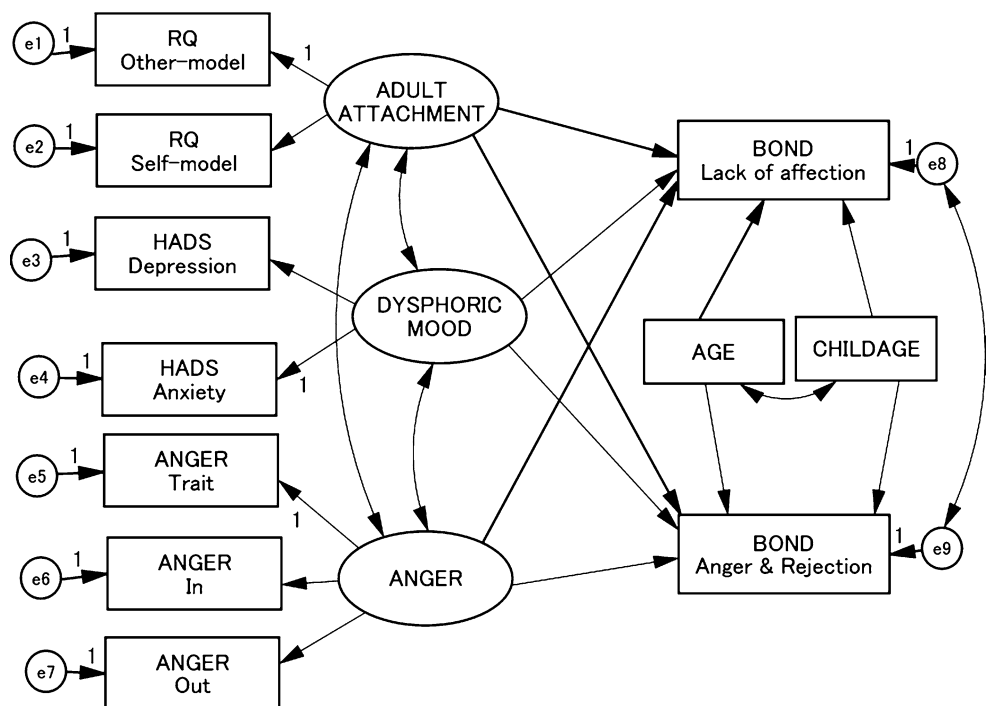 e1
1
RQ
Other-model
1
ADULT
ATTACHMENT
e2
1
RQ
Self-model
BOND
Lack of affection
1
e8
e3
1
HADS
Depression
DYSPHORIC
MOOD
AGE
CHILDAGE
e4
1
HADS
Anxiety
1
e5
1
ANGER
Trait
1
e6
1
ANGER
In
ANGER
BOND
Anger & Rejection
1
e9
e7
1
ANGER
Out